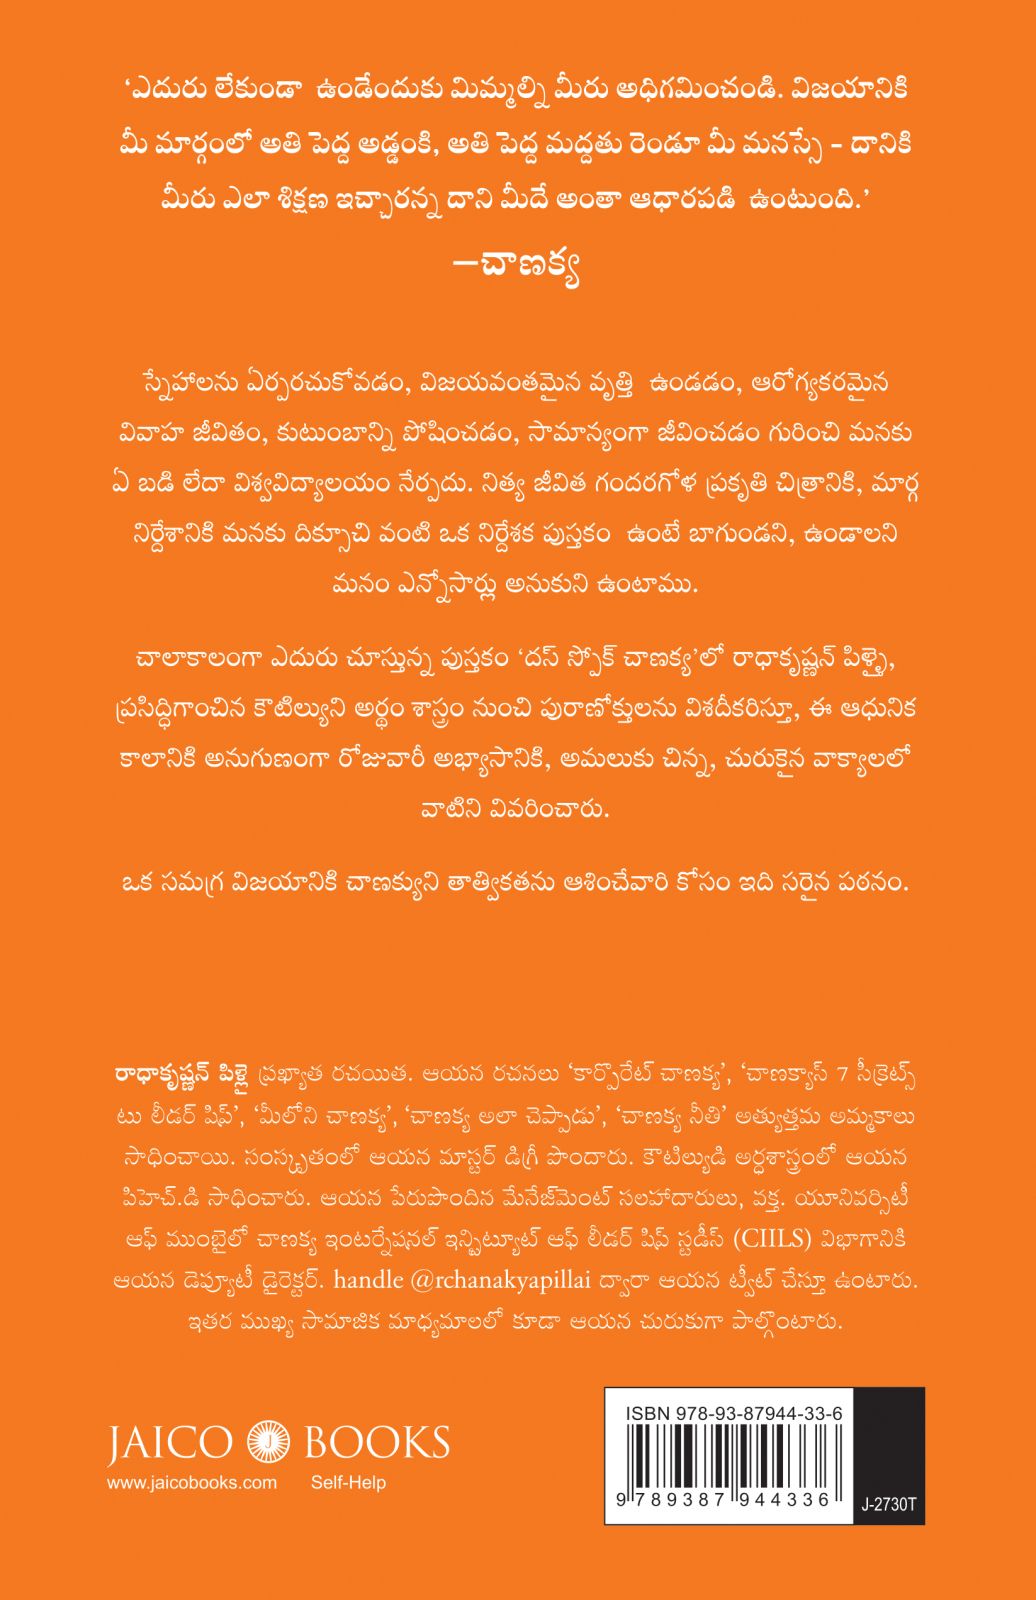 ‘ఎదురు లేకుండా ఉండేందుకు మిమ్మల్ని మీరు అధిగమించండి. విజయానికి
మీ మార్గంలో అతి పెద్ద అడ్డంకి, అతి పెద్ద మద్దతు రెండూ మీ మనస్సే – దానికి
మీరు ఎలా శిక్షణ ఇచ్చారన్న దాని మీదే అంతా ఆధారపడి ఉంటుంది.’
—చాణక్య
స్నేహాలను ఏర్పరచుకోవడం, విజయవంతమైన వృత్తి ఉండడం, ఆరోగ్యకరమైన
వివాహ జీవితం, కుటుంబాన్ని పోషించడం, సామాన్యంగా జీవించడం గురించి మనకు
ఏ బడి లేదా విశ్వవిద్యాలయం నేర్పదు. నిత్య జీవిత గందరగోళ ప్రకృతి చిత్రానికి, మార్గ
నిర్దేశానికి మనకు దిక్సూచి వంటి ఒక నిర్దేశక పుస్తకం ఉంటే బాగుండని, ఉండాలని
మనం ఎన్నోసార్లు అనుకుని ఉంటాము.
చాలాకాలంగా ఎదురు చూస్తున్న పుస్తకం ‘దస్ స్పోక్ చాణక్య’లో రాధాకృష్ణన్ పిళ్ళై,
ప్రసిద్ధిగాంచిన కౌటిల్యుని అర్థం శాస్త్రం నుంచి పురాణోక్తులను విశదీకరిస్తూ, ఈ ఆధునిక
కాలానికి అనుగుణంగా రోజువారీ అభ్యాసానికి, అమలుకు చిన్న, చురుకైన వాక్యాలలో
వాటిని వివరించారు.
ఒక సమగ్ర విజయానికి చాణక్యుని తాత్వికతను ఆశించేవారి కోసం ఇది సరైన పఠనం.
రాధాకృష్ణన్ పిళ్లై ప్రఖ్యాత రచయిత. ఆయన రచనలు ‘కార్పొరేట్ చాణక్య’, ‘చాణక్యాస్ 7 సీక్రెట్స్
టు లీడర్ షిప్’, ‘మీలోని చాణక్య’, ‘చాణక్య అలా చెప్పాడు’, ‘చాణక్య నీతి’ అత్యుత్తమ అమ్మకాలు
సాధించాయి. సంస్కృతంలో ఆయన మాస్టర్ డిగ్రీ పొందారు. కౌటిల్యుడి అర్ధశాస్త్రంలో ఆయన
పిహెచ్.డి సాధించారు. ఆయన పేరుపొందిన మేనేజ్‌మెంట్ సలహాదారులు, వక్త. యూనివర్సిటీ
ఆఫ్ ముంబైలో చాణక్య ఇంటర్నేషనల్ ఇన్స్టిట్యూట్ ఆఫ్ లీడర్ షిప్ స్టడీస్ (CIILS) విభాగానికి
ఆయన డెప్యూటీ డైరెక్టర్. handle @rchanakyapillai ద్వారా ఆయన ట్వీట్ చేస్తూ ఉంటారు.
ఇతర ముఖ్య సామాజిక మాధ్యమాలలో కూడా ఆయన చురుకుగా పాల్గొంటారు.
JAICO J BOOKS
www.jaicobooks.com Self-Help
ISBN 978-93-87944-33-6
9 789387 944336
J-2730T